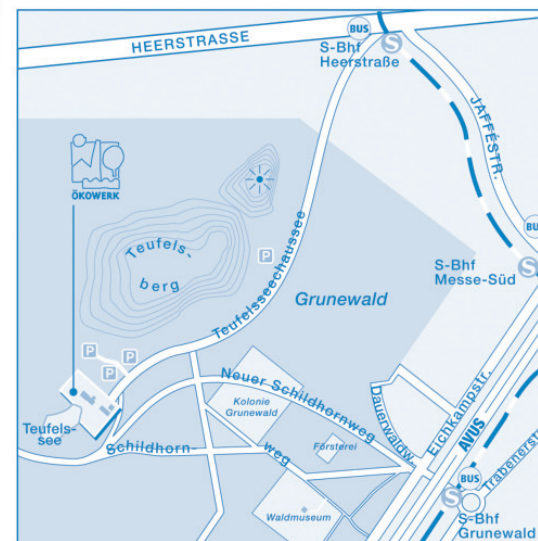 HEERSTRASSE
BUS
S-Bhf
Heerstraße
S
JAFFÉSTR.
ÖKOWERK
BUS
Teufels-
berg
P
S-Bhf
Messe-Süd
S
Teufelsseechaussee
Grunewald
P
P
P
Neuer Schildhornweg
Kolonie
Grunewald
Dauerwaldw.
Eichkampstr.
AVUS
Teufels-
see
Schildhorn-
weg
Försterei
BUS
Trabenerst
S
Waldmuseum
S-Bhf
Grunewald